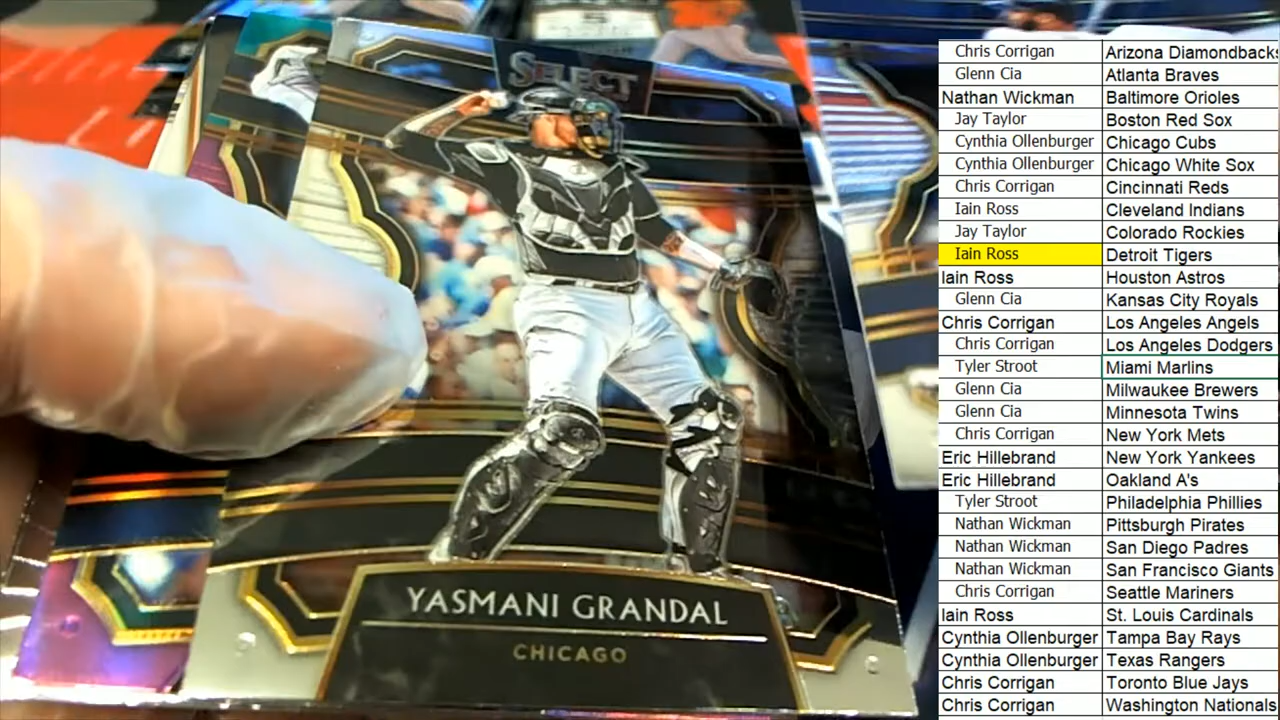 SELECT
YASMANI GRANDAL
CHICAGO
Chris Corrigan Arizona Diamondbacks
Glenn Cia Atlanta Braves
Nathan Wickman Baltimore Orioles
Jay Taylor Boston Red Sox
Cynthia Ollenburger Chicago Cubs
Cynthia Ollenburger Chicago White Sox
Chris Corrigan Cincinnati Reds
Iain Ross Cleveland Indians
Jay Taylor Colorado Rockies
Iain Ross Detroit Tigers
Iain Ross Houston Astros
Glenn Cia Kansas City Royals
Chris Corrigan Los Angeles Angels
Chris Corrigan Los Angeles Dodgers
Tyler Stroot Miami Marlins
Glenn Cia Milwaukee Brewers
Glenn Cia Minnesota Twins
Chris Corrigan New York Mets
Eric Hillebrand New York Yankees
Eric Hillebrand Oakland A's
Tyler Stroot Philadelphia Phillies
Nathan Wickman Pittsburgh Pirates
Nathan Wickman San Diego Padres
Nathan Wickman San Francisco Giants
Chris Corrigan Seattle Mariners
Iain Ross St. Louis Cardinals
Cynthia Ollenburger Tampa Bay Rays
Cynthia Ollenburger Texas Rangers
Chris Corrigan Toronto Blue Jays
Chris Corrigan Washington Nationals